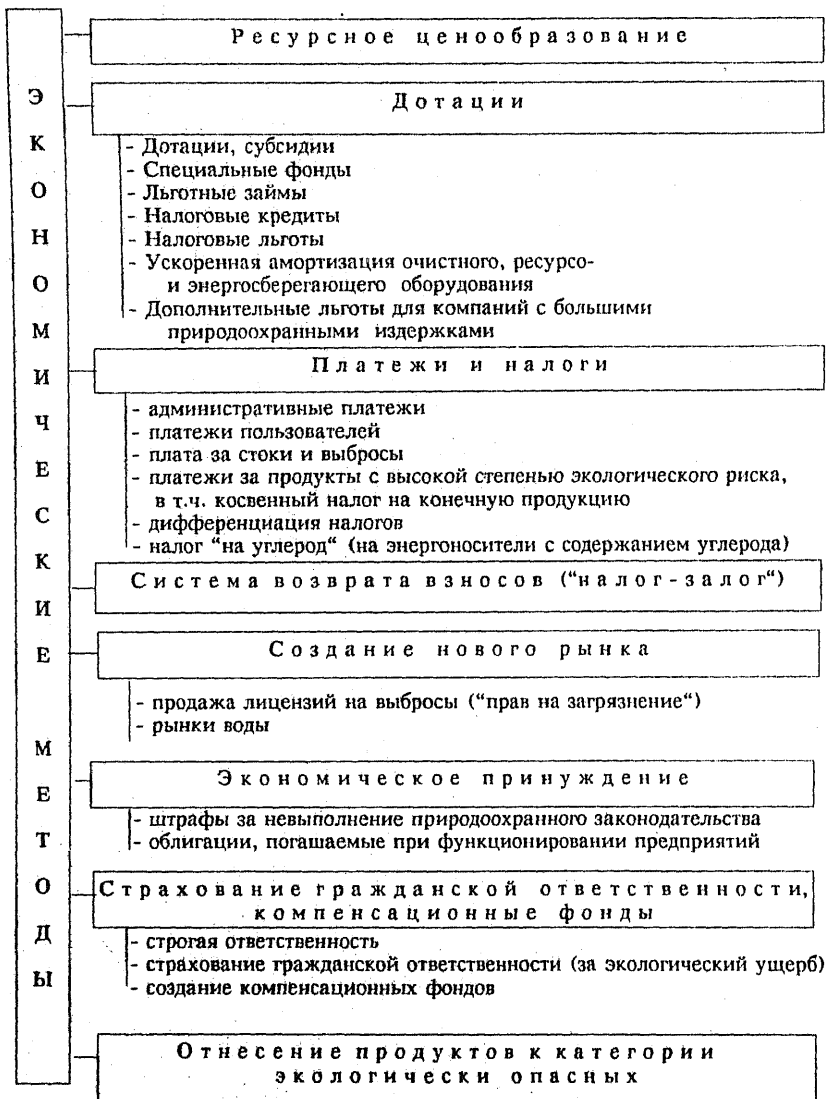 ЭКОНОМИЧЕСКИЕ МЕТОДЫ
Ресурсное ценообразование
Дотации
- Дотации, субсидии
- Специальные фонды
- Льготные займы
- Налоговые кредиты
- Налоговые льготы
- Ускоренная амортизация очистного, ресурсо-
и энергосберегающего оборудования
- Дополнительные льготы для компаний с большими
природоохранными издержками
Платежи и налоги
- административные платежи
- платежи пользователей
- плата за стоки и выбросы
- платежи за продукты с высокой степенью экологического риска,
в т.ч. косвенный налог на конечную продукцию
- дифференциация налогов
- налог “на углерод“ (на энергоносители с содержанием углерода)
Система возврата взносов (“налог-залог“)
Создание нового рынка
- продажа лицензий на выбросы (“прав на загрязнение“)
- рынки воды
Экономическое принуждение
- штрафы за невыполнение природоохранного законодательства
- облигации, погашаемые при функционировании предприятий
Страхование гражданской ответственности,
компенсационные фонды
- строгая ответственность
- страхование гражданской ответственности (за экологический ущерб)
- создание компенсационных фондов
Отнесение продуктов к категории
экологически опасных